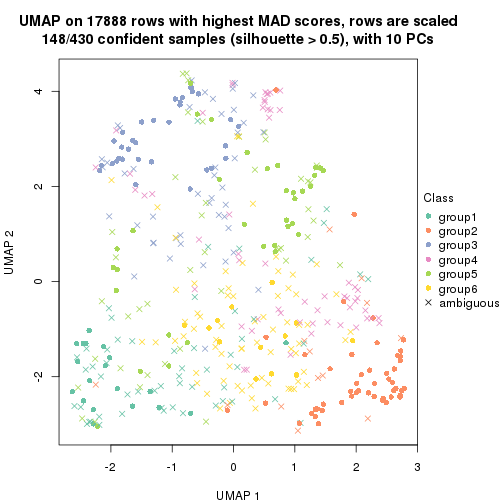 UMAP on 17888 rows with highest MAD scores, rows are scaled
148/430 confident samples (silhouette > 0.5), with 10 PCs
4
2
0
-2
UMAP 2
-2
-1
0
1
2
3
UMAP 1
Class
group1
group2
group3
group4
group5
group6
ambiguous